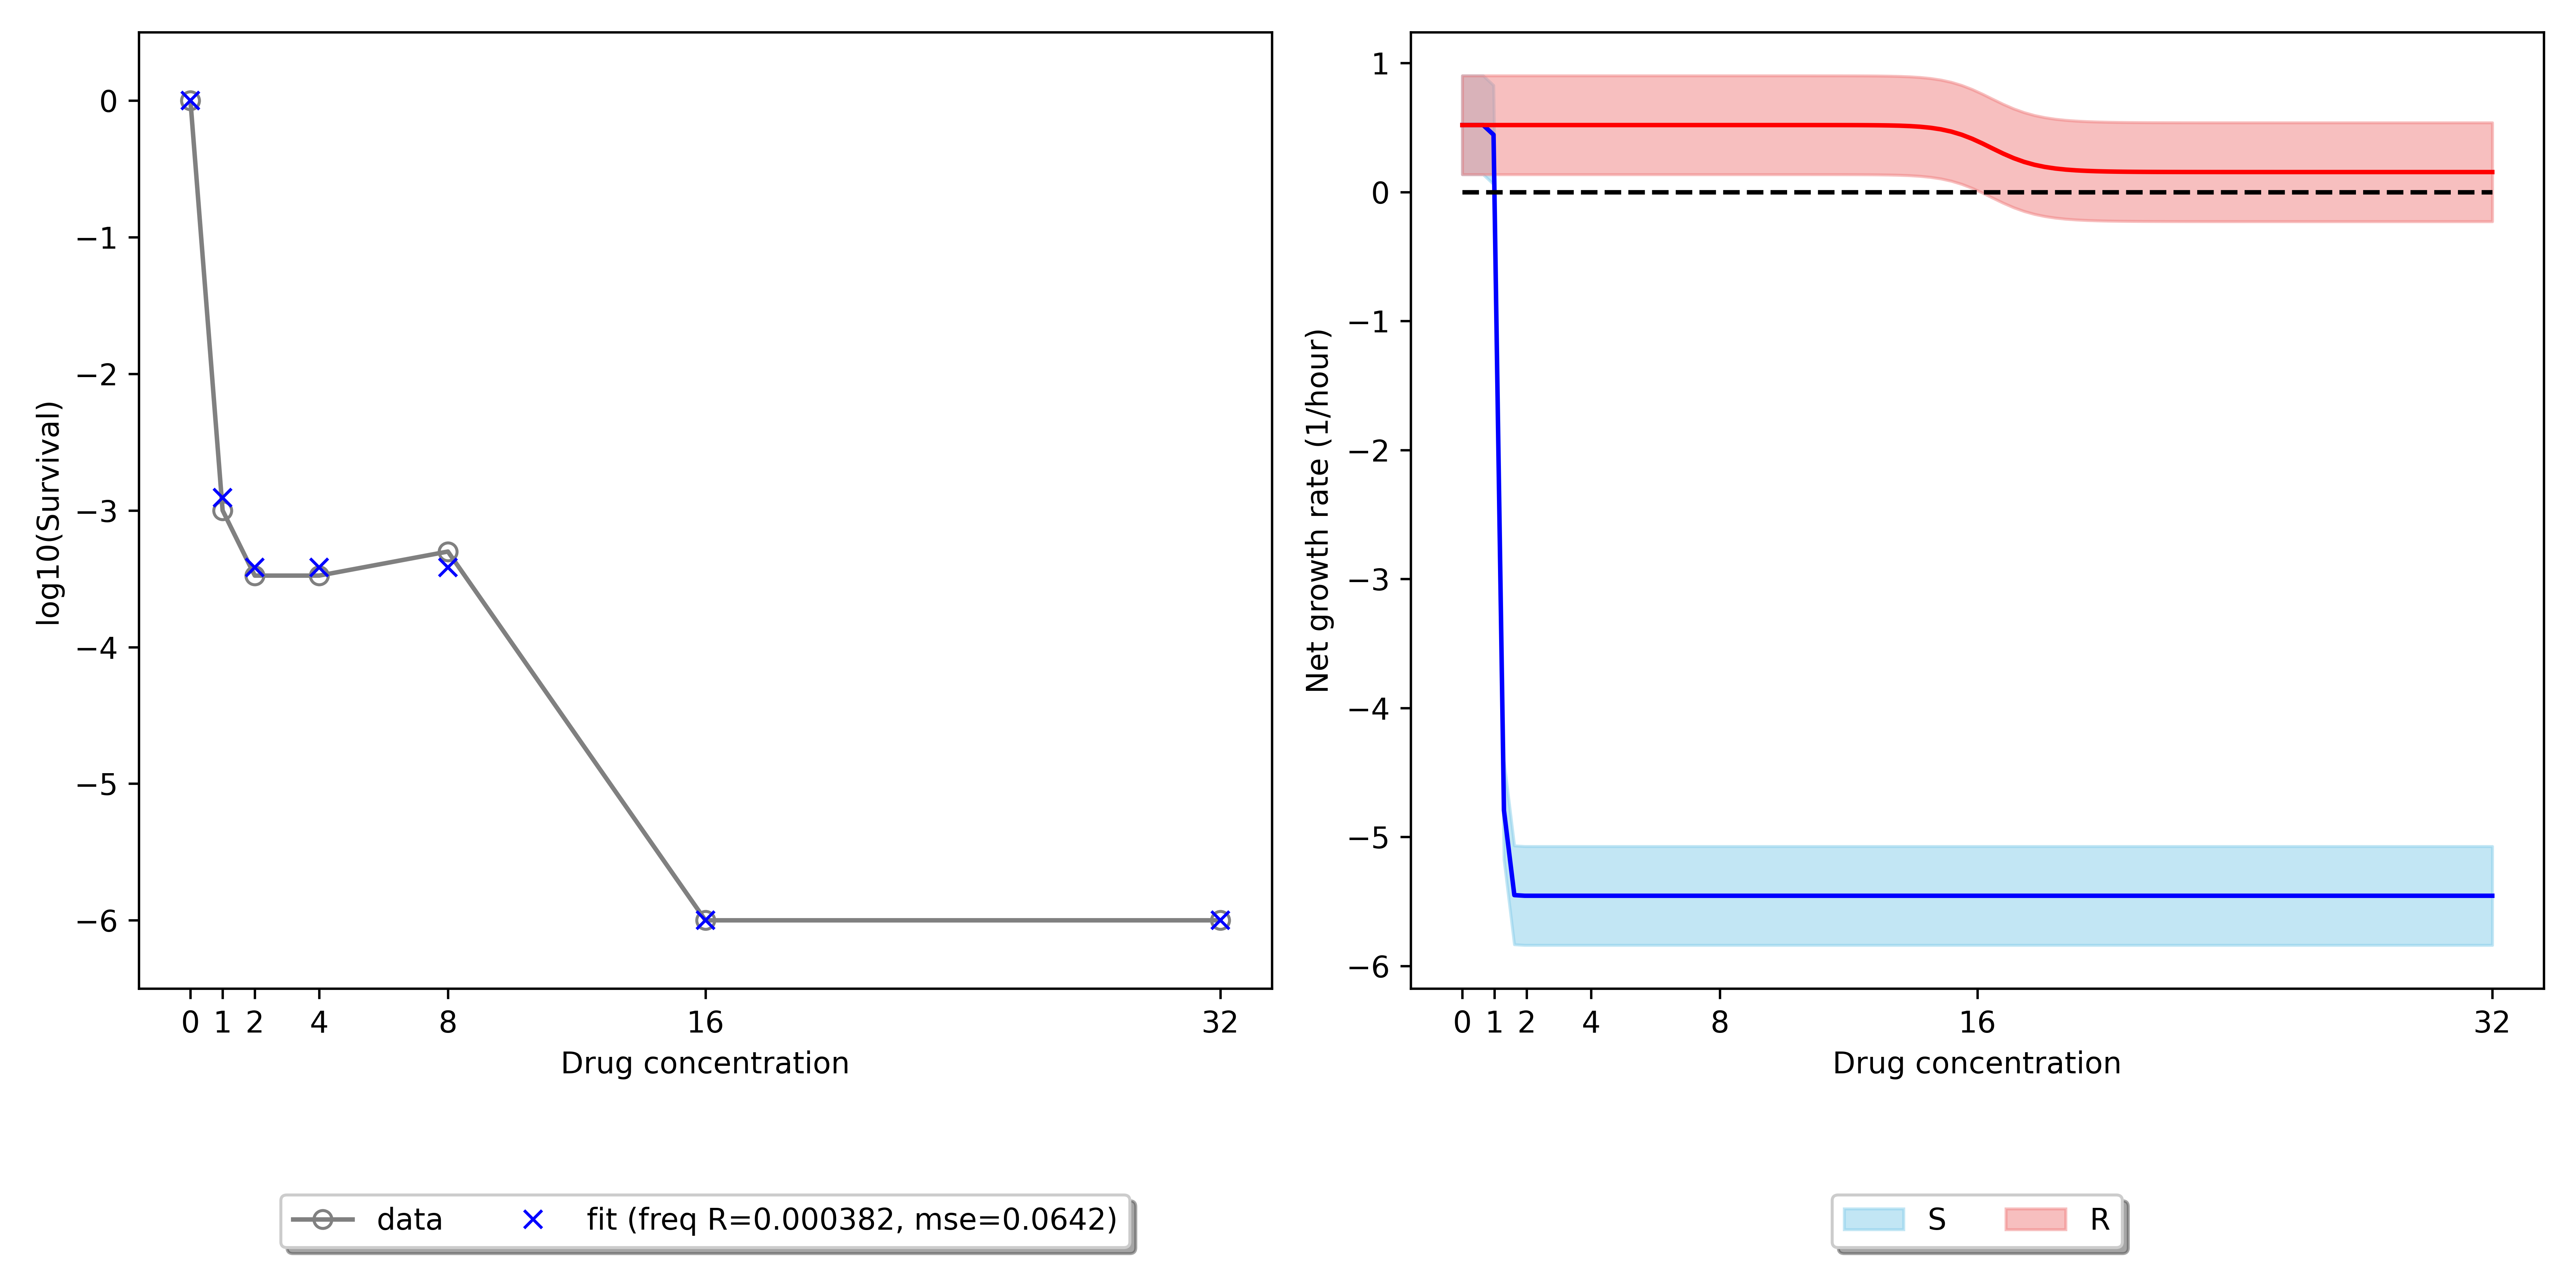 0
−1
−2
−3
−4
−5
−6
log10(Survival)
0 1 2 4 8 16 32
Drug concentration
data fit (freq R=0.000382, mse=0.0642)
1
0
−1
−2
−3
−4
−5
−6
Net growth rate (1/hour)
0 1 2 4 8 16 32
Drug concentration
S R